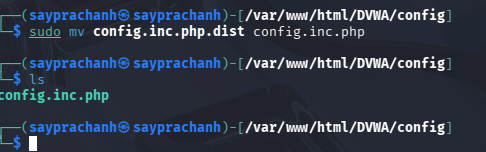 ┌──(sayprachanh㉿sayprachanh)-[/var/www/html/DVWA/config]
└─$ sudo mv config.inc.php.dist config.inc.php
┌──(sayprachanh㉿sayprachanh)-[/var/www/html/DVWA/config]
└─$ ls
config.inc.php
┌──(sayprachanh㉿sayprachanh)-[/var/www/html/DVWA/config]
└─$